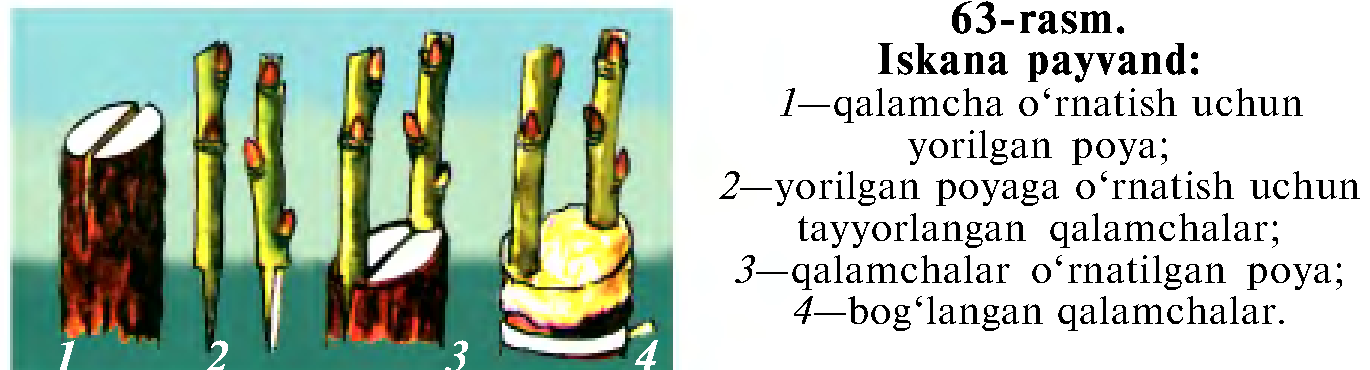 63-rasm.
Iskana payvand:
1—qalamcha o‘rnatish uchun
yorilgan poya;
2—yorilgan poyaga o‘rnatish uchun
tayyorlangan qalamchalar;
3—qalamchalar o‘rnatilgan poya;
4—bog‘langan qalamchalar.
1 2 3 4